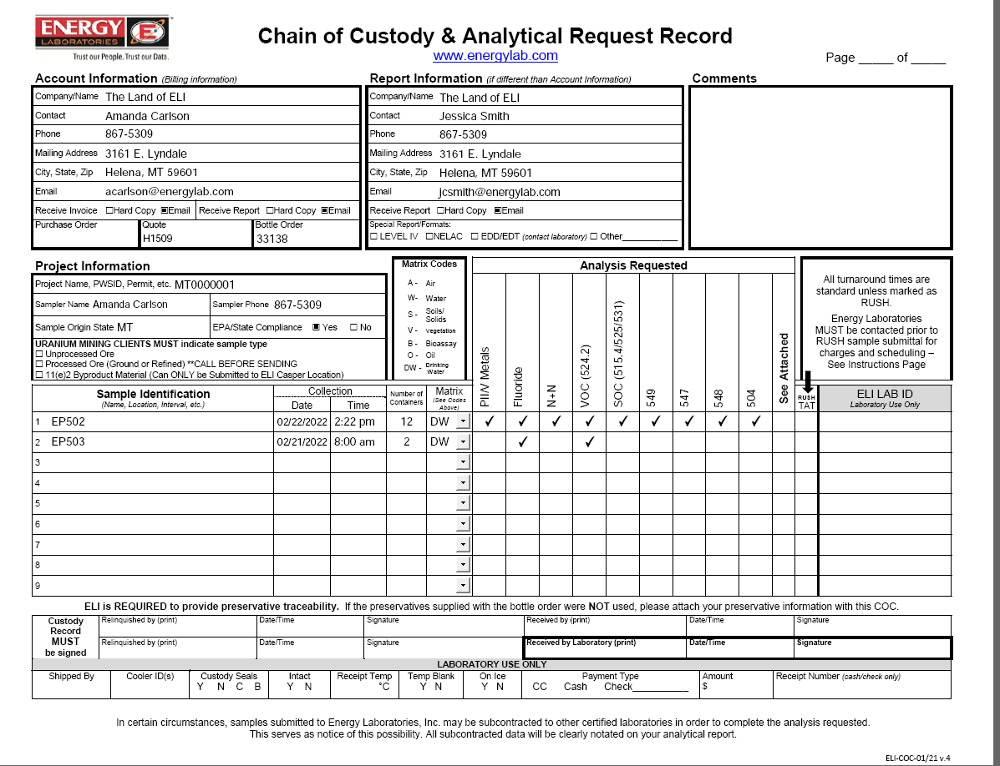 ENERGY
LABORATORIES
E
Trust our People. Trust our Data.
Chain of Custody & Analytical Request Record
www.energylab.com
Page _____ of _____
Account Information (Billing information)
Company/Name The Land of ELI
Contact Amanda Carlson
Phone 867-5309
Mailing Address 3161 E. Lyndale
City, State, Zip Helena, MT 59601
Email acarlson@energylab.com
Receive Invoice ☐Hard Copy ▣Email Receive Report ☐Hard Copy ▣Email
Purchase Order Quote Bottle Order
H1509 33138
Report Information (if different than Account Information)
Company/Name The Land of ELI
Contact Jessica Smith
Phone 867-5309
Mailing Address 3161 E. Lyndale
City, State, Zip Helena, MT 59601
Email jcsmith@energylab.com
Receive Report ☐Hard Copy ▣Email
Special Report/Formats:
☐ LEVEL IV ☐NELAC ☐ EDD/EDT (contact laboratory) ☐ Other___________
Comments
Project Information
Project Name, PWSID, Permit, etc. MT0000001
Sampler Name Amanda Carlson Sampler Phone 867-5309
Sample Origin State MT EPA/State Compliance ▣ Yes ☐ No
URANIUM MINING CLIENTS MUST indicate sample type
☐ Unprocessed Ore
☐ Processed Ore (Ground or Refined) **CALL BEFORE SENDING
☐ 11(e)2 Byproduct Material (Can ONLY be Submitted to ELI Casper Location)
Matrix Codes
A - Air
W- Water
S - Soils/
Solids
V - Vegetation
B - Bioassay
O - Oil
DW - Drinking
Water
Analysis Requested
PII/V Metals
Fluoride
N+N
VOC (524.2)
SOC (515.4/525/531)
549
547
548
504
See Attached
All turnaround times are
standard unless marked as
RUSH.
Energy Laboratories
MUST be contacted prior to
RUSH sample submittal for
charges and scheduling –
See Instructions Page
Sample Identification
(Name, Location, Interval, etc.)
Collection
Date Time
Number of
Containers
Matrix
(See Codes
Above)
RUSH
TAT
ELI LAB ID
Laboratory Use Only
1 EP502 02/22/2022 2:22 pm 12 DW ✓ ✓ ✓ ✓ ✓ ✓ ✓ ✓ ✓
2 EP503 02/21/2022 8:00 am 2 DW ✓ ✓
3
4
5
6
7
8
9
ELI is REQUIRED to provide preservative traceability. If the preservatives supplied with the bottle order were NOT used, please attach your preservative information with this COC.
Custody
Record
MUST
be signed
Relinquished by (print) Date/Time Signature Received by (print) Date/Time Signature
Relinquished by (print) Date/Time Signature Received by Laboratory (print) Date/Time Signature
LABORATORY USE ONLY
Shipped By Cooler ID(s) Custody Seals Intact Receipt Temp Temp Blank On Ice Payment Type Amount Receipt Number (cash/check only)
Y N C B Y N °C Y N Y N CC Cash Check__________ $
In certain circumstances, samples submitted to Energy Laboratories, Inc. may be subcontracted to other certified laboratories in order to complete the analysis requested.
This serves as notice of this possibility. All subcontracted data will be clearly notated on your analytical report.
ELI-COC-01/21 v.4